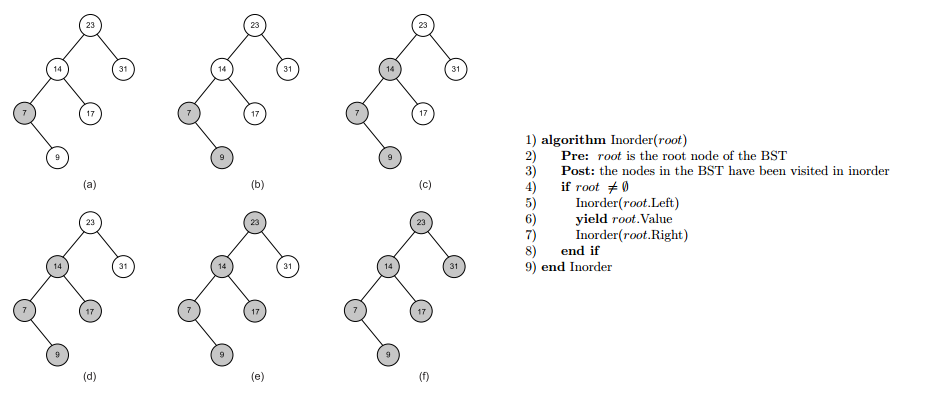 23
14
31
7
17
9
(a)
23
14
31
7
17
9
(b)
23
14
31
7
17
9
(c)
23
14
31
7
17
9
(d)
23
14
31
7
17
9
(e)
23
14
31
7
17
9
(f)
1) algorithm Inorder(root)
2) Pre: root is the root node of the BST
3) Post: the nodes in the BST have been visited in inorder
4) if root ≠ ∅
5) Inorder(root.Left)
6) yield root.Value
7) Inorder(root.Right)
8) end if
9) end Inorder